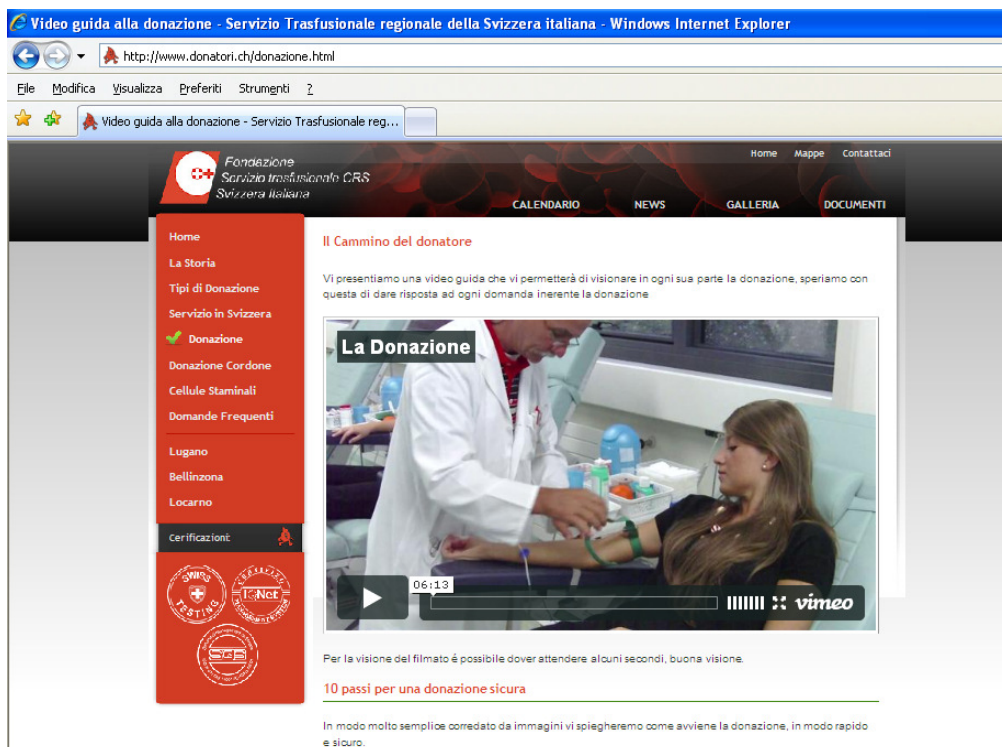 Video guida alla donazione - Servizio Trasfusionale regionale della Svizzera italiana - Windows Internet Explorer
http://www.donatori.ch/donazione.html
File Modifica Visualizza Preferiti Strumenti ?
Video guida alla donazione - Servizio Trasfusionale reg...
Home Mappe Contattaci
Fondazione
Servizio trasfusionale CRS
Svizzera Italiana
CALENDARIO NEWS GALLERIA DOCUMENTI
Home
La Storia
Tipi di Donazione
Servizio in Svizzera
Donazione
Donazione Cordone
Cellule Staminali
Domande Frequenti
Lugano
Bellinzona
Locarno
Cerificazioni:
SWISS
TESTING
IQNet
SGS
Il Cammino del donatore
Vi presentiamo una video guida che vi permetterà di visionare in ogni sua parte la donazione, speriamo con
questa di dare risposta ad ogni domanda inerente la donazione
La Donazione
06:13
vimeo
Per la visione del filmato é possibile dover attendere alcuni secondi, buona visione.
10 passi per una donazione sicura
In modo molto semplice corredato da immagini vi spiegheremo come avviene la donazione, in modo rapido
e sicuro.